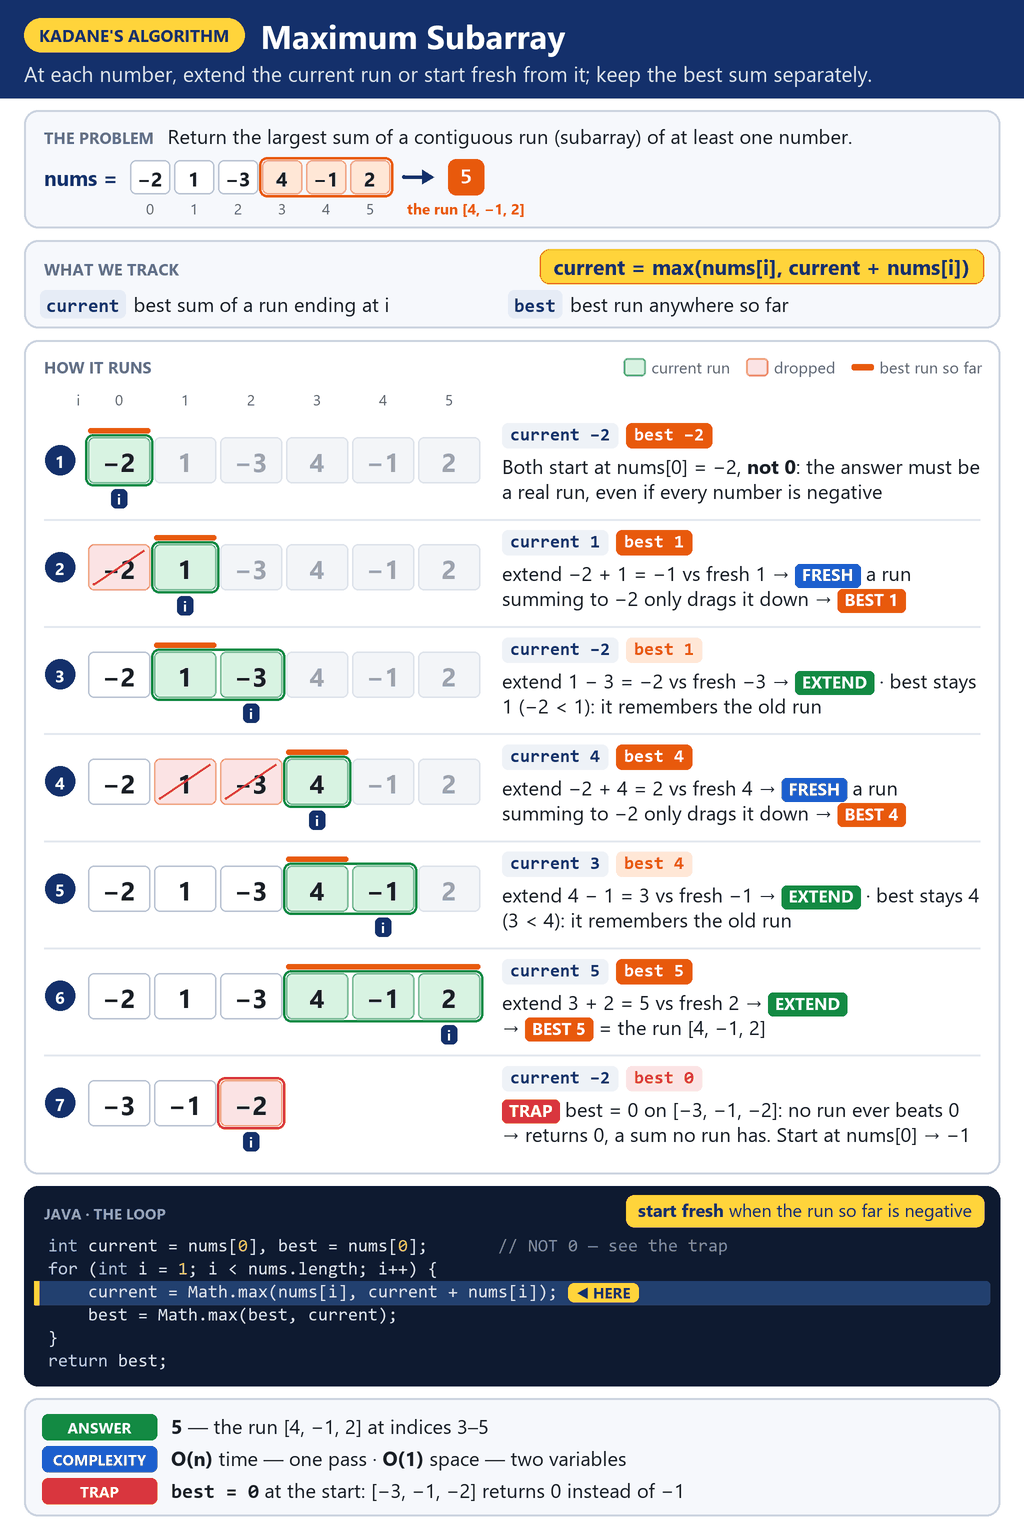 KADANE'S ALGORITHM Maximum Subarray
At each number, extend the current run or start fresh from it; keep the best sum separately.
THE PROBLEM Return the largest sum of a contiguous run (subarray) of at least one number.
nums = −2 1 −3 4 −1 2 → 5
0 1 2 3 4 5 the run [4, −1, 2]
WHAT WE TRACK current = max(nums[i], current + nums[i])
current best sum of a run ending at i best best run anywhere so far
HOW IT RUNS current run dropped best run so far
i 0 1 2 3 4 5
current −2 best −2
1 −2 1 −3 4 −1 2
Both start at nums[0] = −2, not 0: the answer must be
a real run, even if every number is negative
i
current 1 best 1
2 −2 1 −3 4 −1 2
extend −2 + 1 = −1 vs fresh 1 → FRESH a run
summing to −2 only drags it down → BEST 1
i
current −2 best 1
3 −2 1 −3 4 −1 2
extend 1 − 3 = −2 vs fresh −3 → EXTEND · best stays
1 (−2 < 1): it remembers the old run
i
current 4 best 4
4 −2 1 −3 4 −1 2
extend −2 + 4 = 2 vs fresh 4 → FRESH a run
summing to −2 only drags it down → BEST 4
i
current 3 best 4
5 −2 1 −3 4 −1 2
extend 4 − 1 = 3 vs fresh −1 → EXTEND · best stays 4
(3 < 4): it remembers the old run
i
current 5 best 5
6 −2 1 −3 4 −1 2
extend 3 + 2 = 5 vs fresh 2 → EXTEND
→ BEST 5 = the run [4, −1, 2]
i
current −2 best 0
7 −3 −1 −2
TRAP best = 0 on [−3, −1, −2]: no run ever beats 0
→ returns 0, a sum no run has. Start at nums[0] → −1
i
JAVA · THE LOOP start fresh when the run so far is negative
int current = nums[0], best = nums[0]; // NOT 0 — see the trap
for (int i = 1; i < nums.length; i++) {
current = Math.max(nums[i], current + nums[i]); ◀ HERE
best = Math.max(best, current);
}
return best;
ANSWER 5 — the run [4, −1, 2] at indices 3–5
COMPLEXITY O(n) time — one pass · O(1) space — two variables
TRAP best = 0 at the start: [−3, −1, −2] returns 0 instead of −1